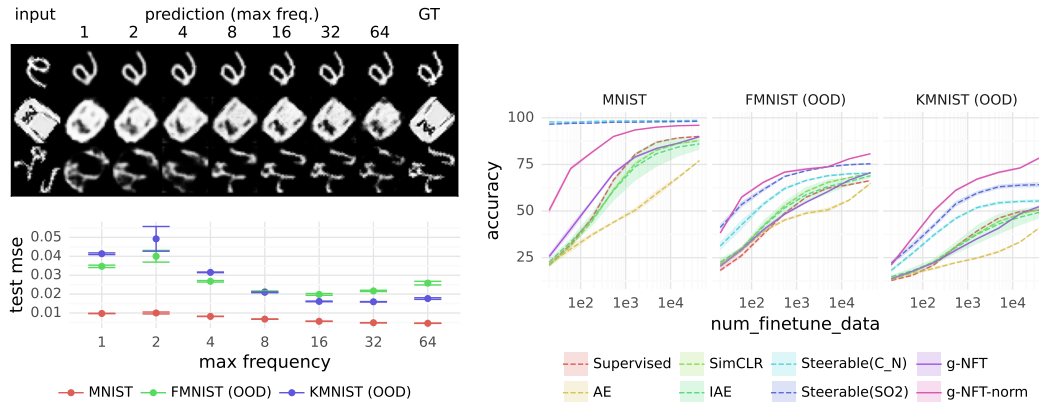 input prediction (max freq.) GT
1 2 4 8 16 32 64
0.05
0.04
0.03
0.02
0.01
test mse
1 2 4 8 16 32 64
max frequency
MNIST FMNIST (OOD) KMNIST (OOD)
MNIST FMNIST (OOD) KMNIST (OOD)
100
75
50
25
accuracy
1e2 1e3 1e4 1e2 1e3 1e4 1e2 1e3 1e4
num_finetune_data
Supervised SimCLR Steerable(C_N) g-NFT
AE IAE Steerable(SO2) g-NFT-norm